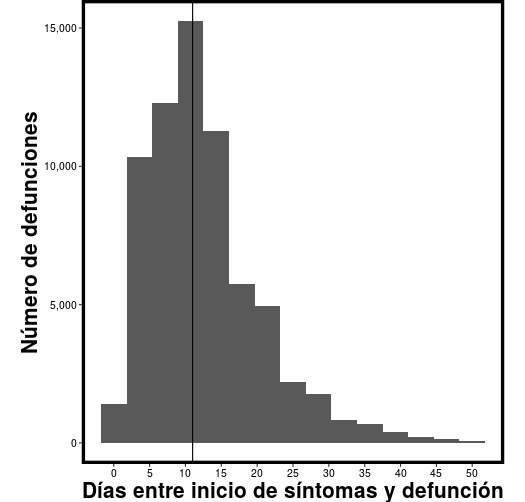 Número de defunciones
15,000
10,000
5,000
0
0 5 10 15 20 25 30 35 40 45 50
Días entre inicio de síntomas y defunción